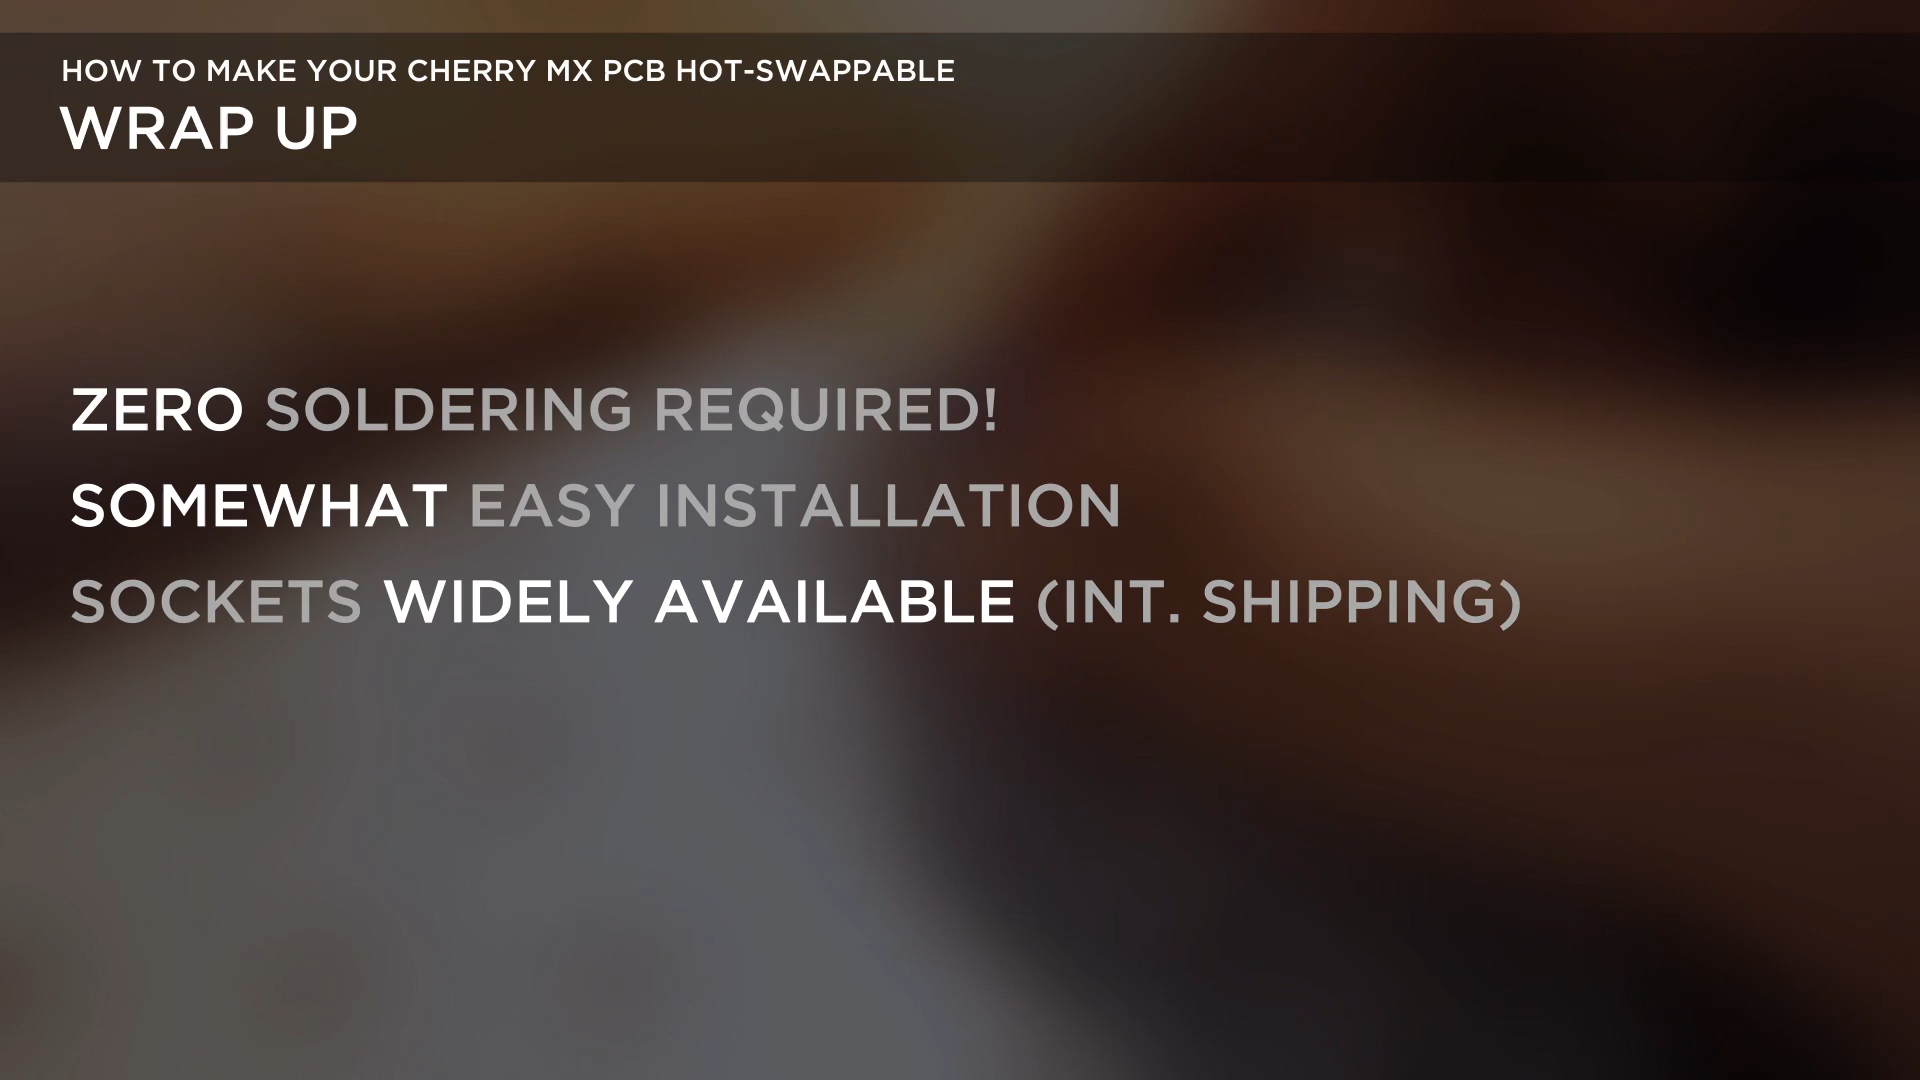 HOW TO MAKE YOUR CHERRY MX PCB HOT-SWAPPABLE
WRAP UP
ZERO SOLDERING REQUIRED!
SOMEWHAT EASY INSTALLATION
SOCKETS WIDELY AVAILABLE (INT. SHIPPING)